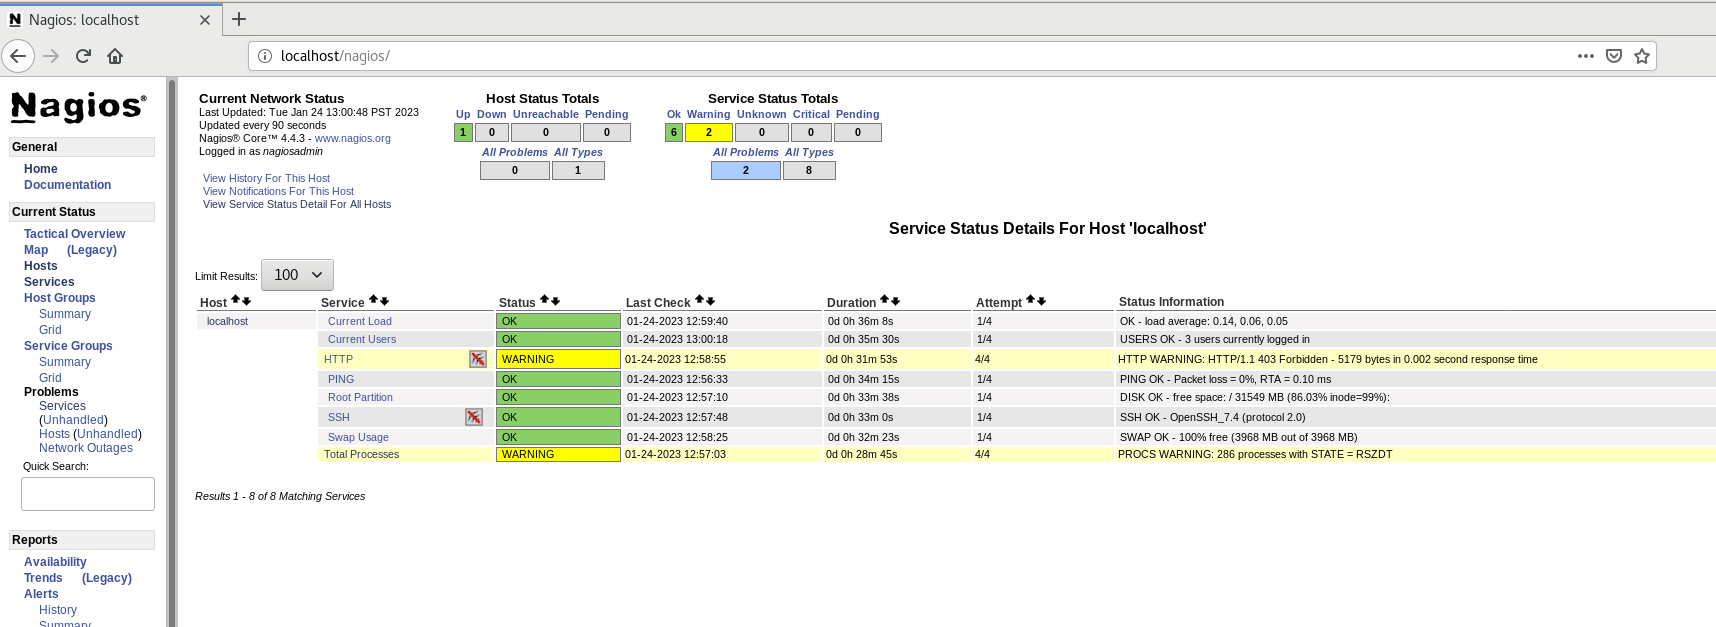 Nagios: localhost
localhost/nagios/
Nagios®
General
Home
Documentation
Current Status
Tactical Overview
Map (Legacy)
Hosts
Services
Host Groups
Summary
Grid
Service Groups
Summary
Grid
Problems
Services
(Unhandled)
Hosts (Unhandled)
Network Outages
Quick Search:
Reports
Availability
Trends (Legacy)
Alerts
History
Summary
Current Network Status
Last Updated: Tue Jan 24 13:00:48 PST 2023
Updated every 90 seconds
Nagios® Core™ 4.4.3 - www.nagios.org
Logged in as nagiosadmin
View History For This Host
View Notifications For This Host
View Service Status Detail For All Hosts
Host Status Totals
Up Down Unreachable Pending
1 0 0 0
All Problems All Types
0 1
Service Status Totals
Ok Warning Unknown Critical Pending
6 2 0 0 0
All Problems All Types
2 8
Service Status Details For Host 'localhost'
Limit Results: 100
Host Service Status Last Check Duration Attempt Status Information
localhost Current Load OK 01-24-2023 12:59:40 0d 0h 36m 8s 1/4 OK - load average: 0.14, 0.06, 0.05
Current Users OK 01-24-2023 13:00:18 0d 0h 35m 30s 1/4 USERS OK - 3 users currently logged in
HTTP WARNING 01-24-2023 12:58:55 0d 0h 31m 53s 4/4 HTTP WARNING: HTTP/1.1 403 Forbidden - 5179 bytes in 0.002 second response time
PING OK 01-24-2023 12:56:33 0d 0h 34m 15s 1/4 PING OK - Packet loss = 0%, RTA = 0.10 ms
Root Partition OK 01-24-2023 12:57:10 0d 0h 33m 38s 1/4 DISK OK - free space: / 31549 MB (86.03% inode=99%):
SSH OK 01-24-2023 12:57:48 0d 0h 33m 0s 1/4 SSH OK - OpenSSH_7.4 (protocol 2.0)
Swap Usage OK 01-24-2023 12:58:25 0d 0h 32m 23s 1/4 SWAP OK - 100% free (3968 MB out of 3968 MB)
Total Processes WARNING 01-24-2023 12:57:03 0d 0h 28m 45s 4/4 PROCS WARNING: 286 processes with STATE = RSZDT
Results 1 - 8 of 8 Matching Services